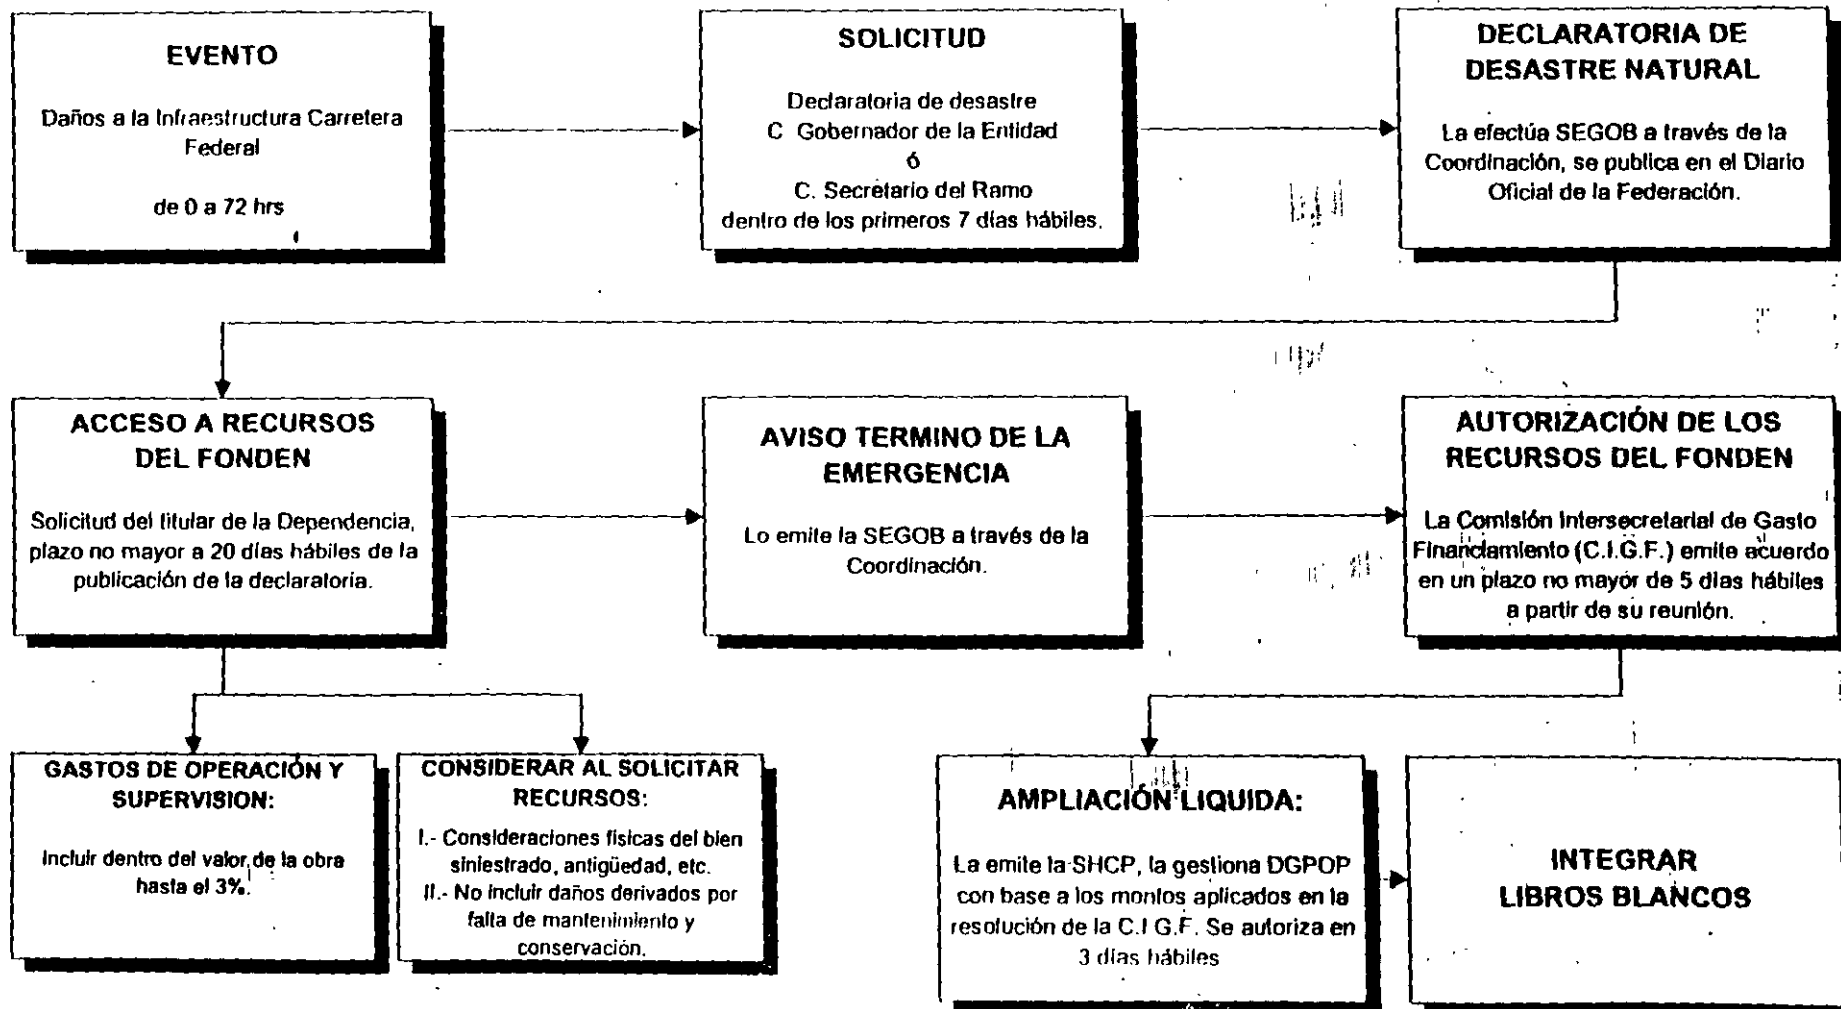 EVENTO
Daños a la Infraestructura Carretera
Federal
de 0 a 72 hrs
SOLICITUD
Declaratoria de desastre
C Gobernador de la Entidad
ó
C. Secretario del Ramo
dentro de los primeros 7 días hábiles.
DECLARATORIA DE
DESASTRE NATURAL
La efectúa SEGOB a través de la
Coordinación, se publica en el Diario
Oficial de la Federación.
ACCESO A RECURSOS
DEL FONDEN
Solicitud del titular de la Dependencia,
plazo no mayor a 20 días hábiles de la
publicación de la declaratoria.
AVISO TERMINO DE LA
EMERGENCIA
Lo emite la SEGOB a través de la
Coordinación.
AUTORIZACIÓN DE LOS
RECURSOS DEL FONDEN
La Comisión Intersecretarial de Gasto
Financiamiento (C.I.G.F.) emite acuerdo
en un plazo no mayor de 5 días hábiles
a partir de su reunión.
GASTOS DE OPERACIÓN Y
SUPERVISION:
Incluir dentro del valor de la obra
hasta el 3%.
CONSIDERAR AL SOLICITAR
RECURSOS:
I.- Consideraciones físicas del bien
siniestrado, antigüedad, etc.
II.- No incluir daños derivados por
falta de mantenimiento y
conservación.
AMPLIACIÓN LIQUIDA:
La emite la SHCP, la gestiona DGPOP
con base a los montos aplicados en la
resolución de la C.I G.F. Se autoriza en
3 días hábiles
INTEGRAR
LIBROS BLANCOS